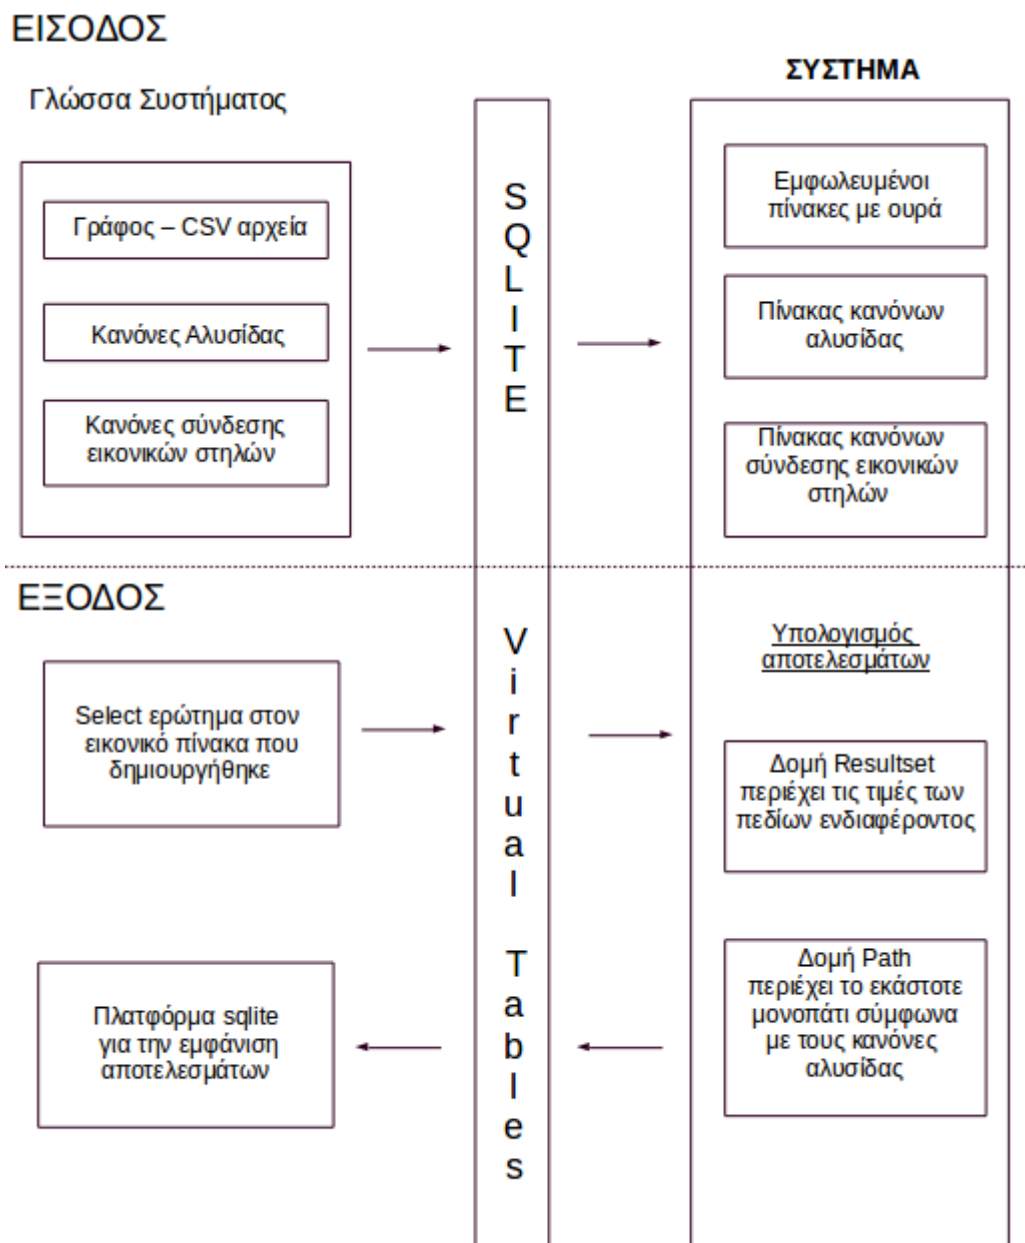 ΕΙΣΟΔΟΣ
Γλώσσα Συστήματος
Γράφος – CSV αρχεία
Κανόνες Αλυσίδας
Κανόνες σύνδεσης
εικονικών στηλών
SQLITE
ΣΥΣΤΗΜΑ
Εμφωλευμένοι
πίνακες με ουρά
Πίνακας κανόνων
αλυσίδας
Πίνακας κανόνων
σύνδεσης εικονικών
στηλών
ΕΞΟΔΟΣ
Select ερώτημα στον
εικονικό πίνακα που
δημιουργήθηκε
Πλατφόρμα sqlite
για την εμφάνιση
αποτελεσμάτων
Virtual Tables
Υπολογισμός
αποτελεσμάτων
Δομή Resultset
περιέχει τις τιμές των
πεδίων ενδιαφέροντος
Δομή Path
περιέχει το εκάστοτε
μονοπάτι σύμφωνα
με τους κανόνες
αλυσίδας